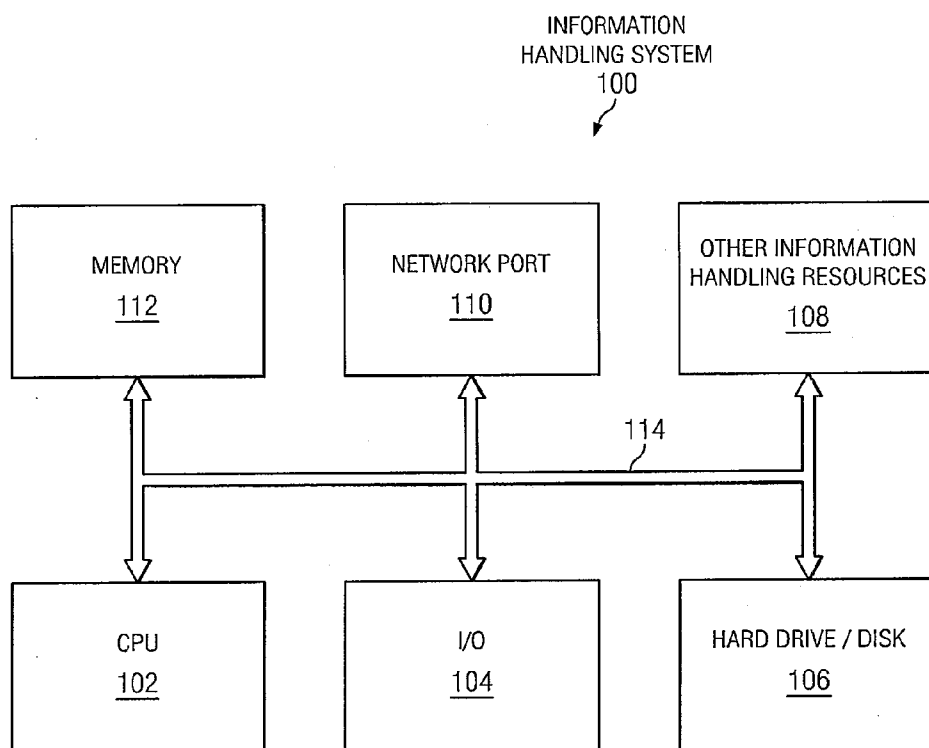 INFORMATION
HANDLING SYSTEM
100
MEMORY
112
NETWORK PORT
110
OTHER INFORMATION
HANDLING RESOURCES
108
114
CPU
102
I/O
104
HARD DRIVE / DISK
106